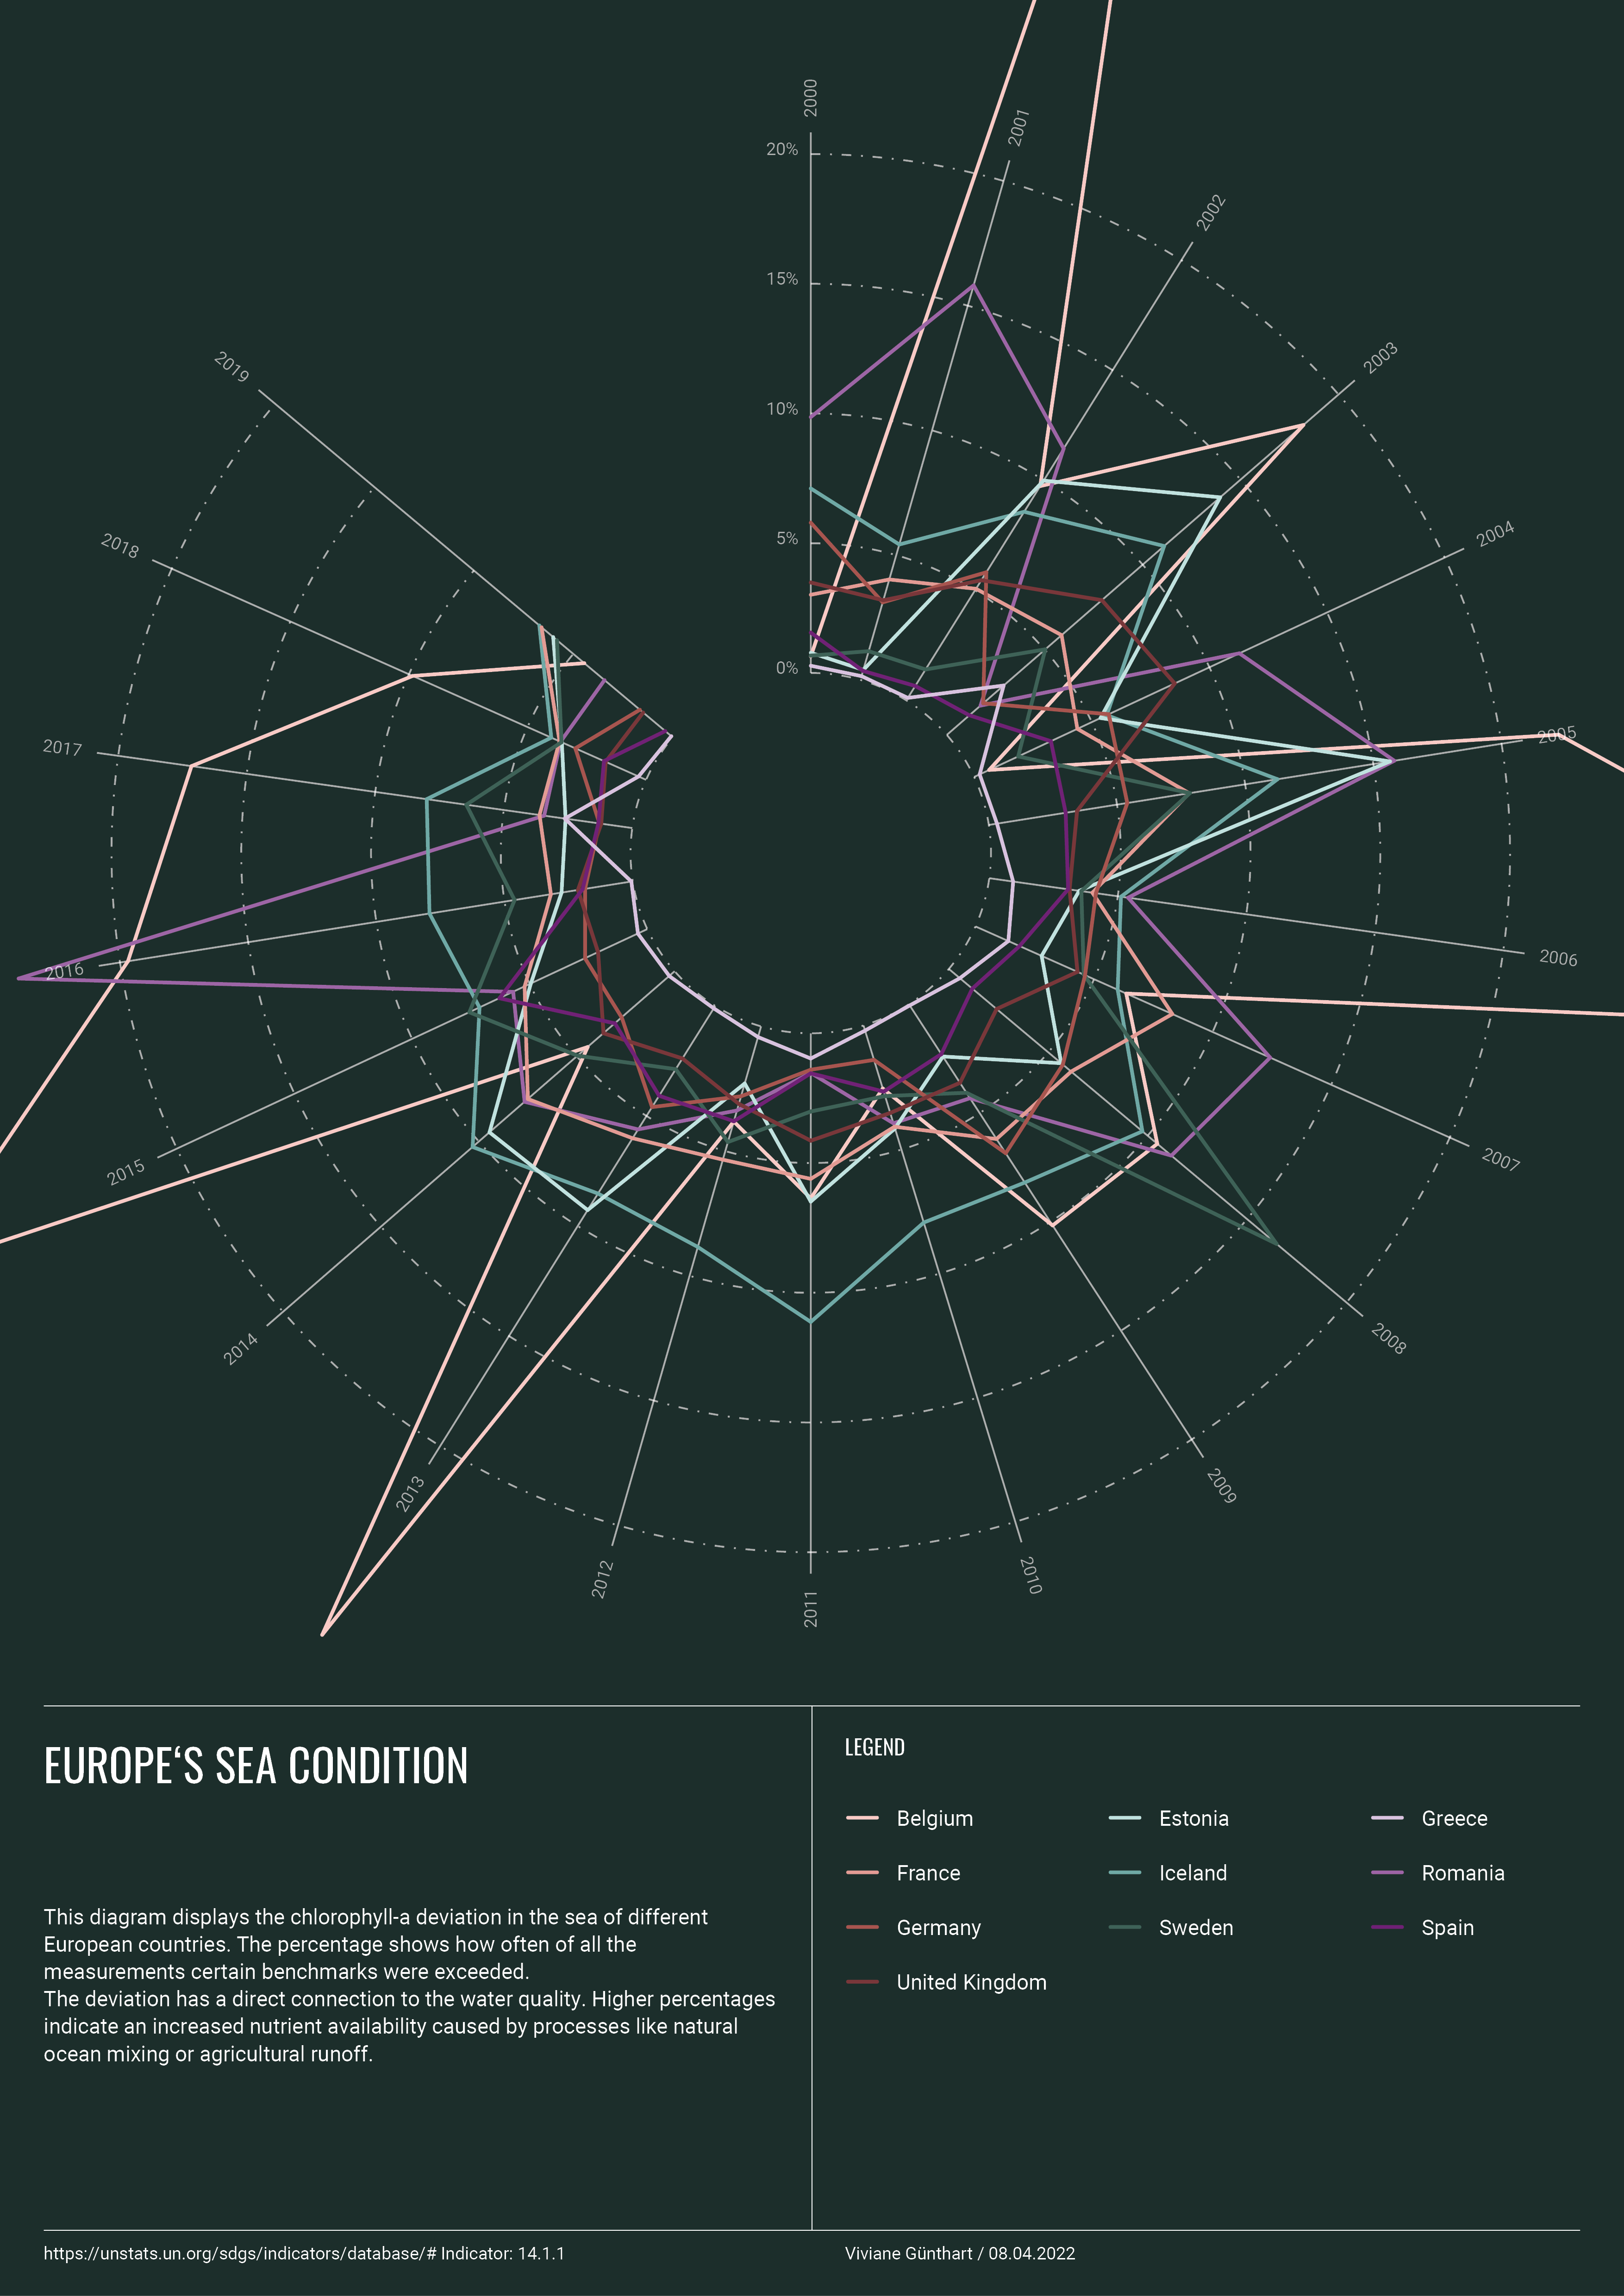 2000
2001
2002
2003
2004
2005
2006
2007
2008
2009
2010
2011
2012
2013
2014
2015
2016
2017
2018
2019
20%
15%
10%
5%
0%
EUROPE‘S SEA CONDITION
This diagram displays the chlorophyll-a deviation in the sea of different
European countries. The percentage shows how often of all the
measurements certain benchmarks were exceeded.
The deviation has a direct connection to the water quality. Higher percentages
indicate an increased nutrient availability caused by processes like natural
ocean mixing or agricultural runoff.
LEGEND
Belgium
France
Germany
United Kingdom
Estonia
Iceland
Sweden
Greece
Romania
Spain
https://unstats.un.org/sdgs/indicators/database/# Indicator: 14.1.1
Viviane Günthart / 08.04.2022